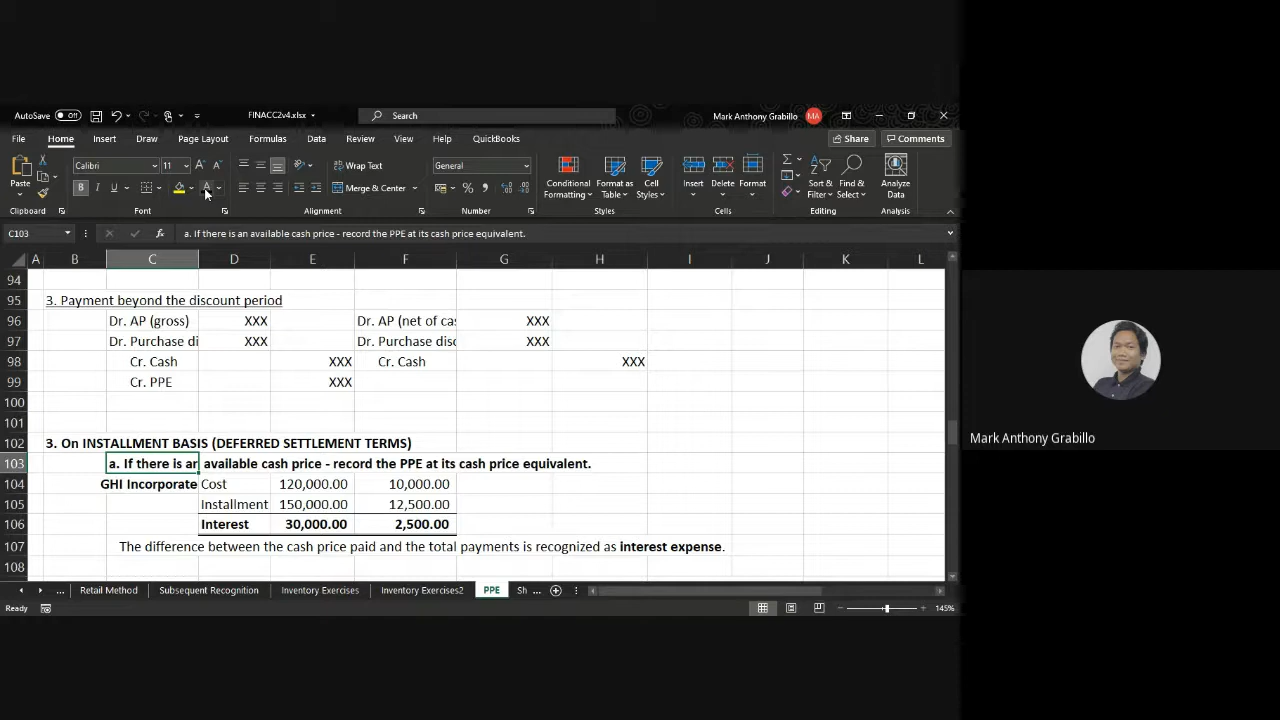 AutoSave Off FINACC2v4.xlsx Search Mark Anthony Grabillo MA
File Home Insert Draw Page Layout Formulas Data Review View Help QuickBooks Share Comments
Calibri 11 Wrap Text General
Paste B I U A Merge & Center % Conditional Formatting Format as Table Cell Styles Insert Delete Format Sort & Filter Find & Select Analyze Data
Clipboard Font Alignment Number Styles Cells Editing Analysis
C103 fx a. If there is an available cash price - record the PPE at its cash price equivalent.
A B C D E F G H I J K L
94
95 3. Payment beyond the discount period
96 Dr. AP (gross) XXX Dr. AP (net of cas XXX
97 Dr. Purchase di XXX Dr. Purchase disc XXX
98 Cr. Cash XXX Cr. Cash XXX
99 Cr. PPE XXX
100
101
102 3. On INSTALLMENT BASIS (DEFERRED SETTLEMENT TERMS)
103 a. If there is an available cash price - record the PPE at its cash price equivalent.
104 GHI Incorporate Cost 120,000.00 10,000.00
105 Installment 150,000.00 12,500.00
106 Interest 30,000.00 2,500.00
107 The difference between the cash price paid and the total payments is recognized as interest expense.
108
... Retail Method Subsequent Recognition Inventory Exercises Inventory Exercises2 PPE Sh ...
Ready 145%
Mark Anthony Grabillo